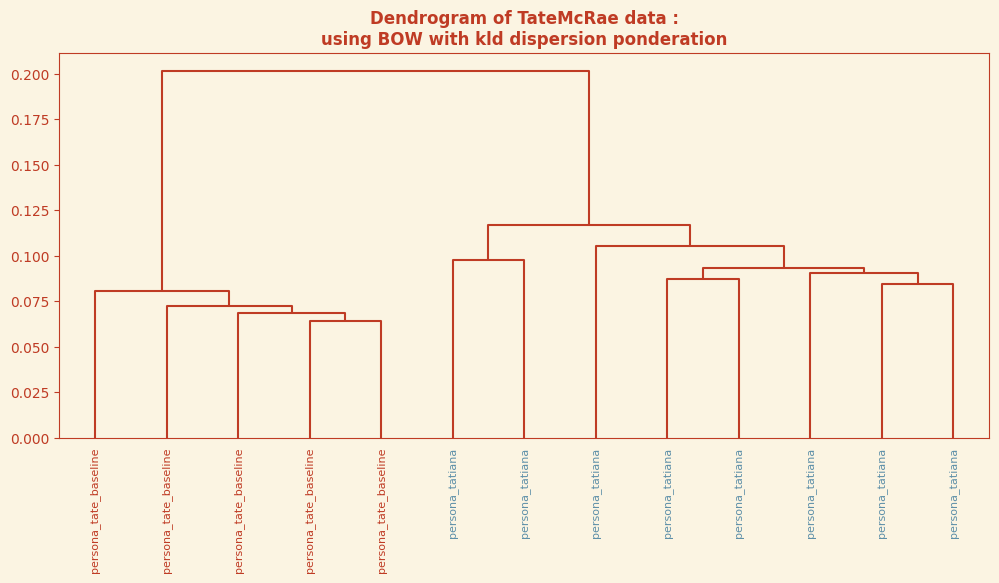 Dendrogram of TateMcRae data :
using BOW with kld dispersion ponderation
0.200
0.175
0.150
0.125
0.100
0.075
0.050
0.025
0.000
persona_tate_baseline
persona_tate_baseline
persona_tate_baseline
persona_tate_baseline
persona_tate_baseline
persona_tatiana
persona_tatiana
persona_tatiana
persona_tatiana
persona_tatiana
persona_tatiana
persona_tatiana
persona_tatiana